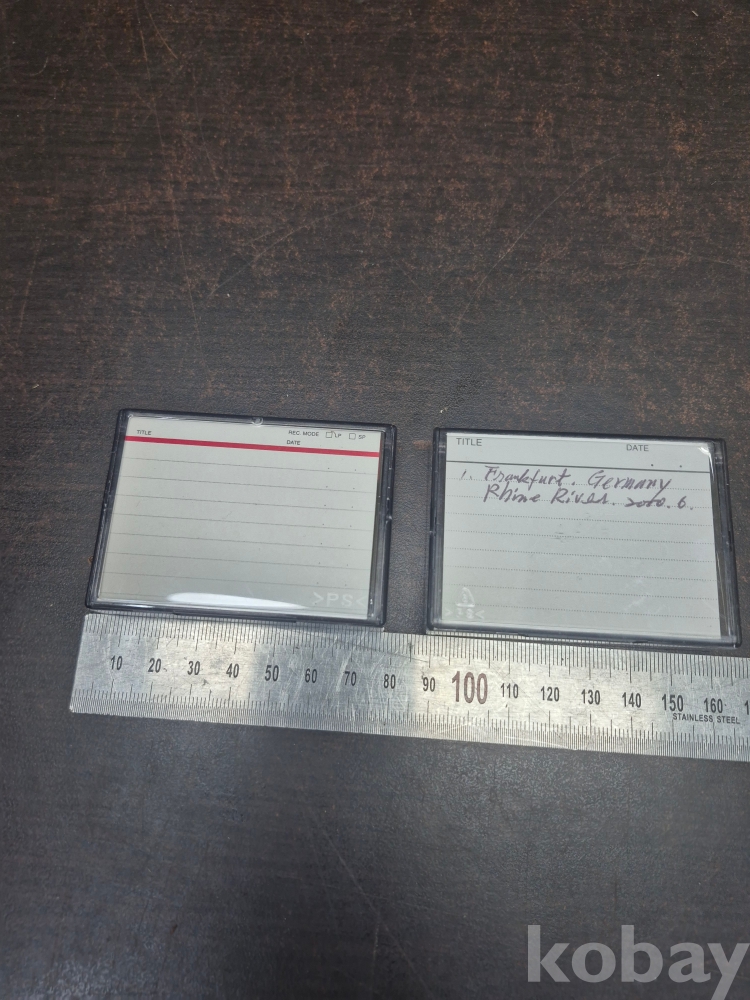 TITLE
REC MODE □ LP □ SP
DATE
>PS<
TITLE DATE
1. Frankfurt. Germany
Rhine River. 2010. 6.
>PS<
10 20 30 40 50 60 70 80 90 100 110 120 130 140 150 160
STAINLESS STEEL
kobay